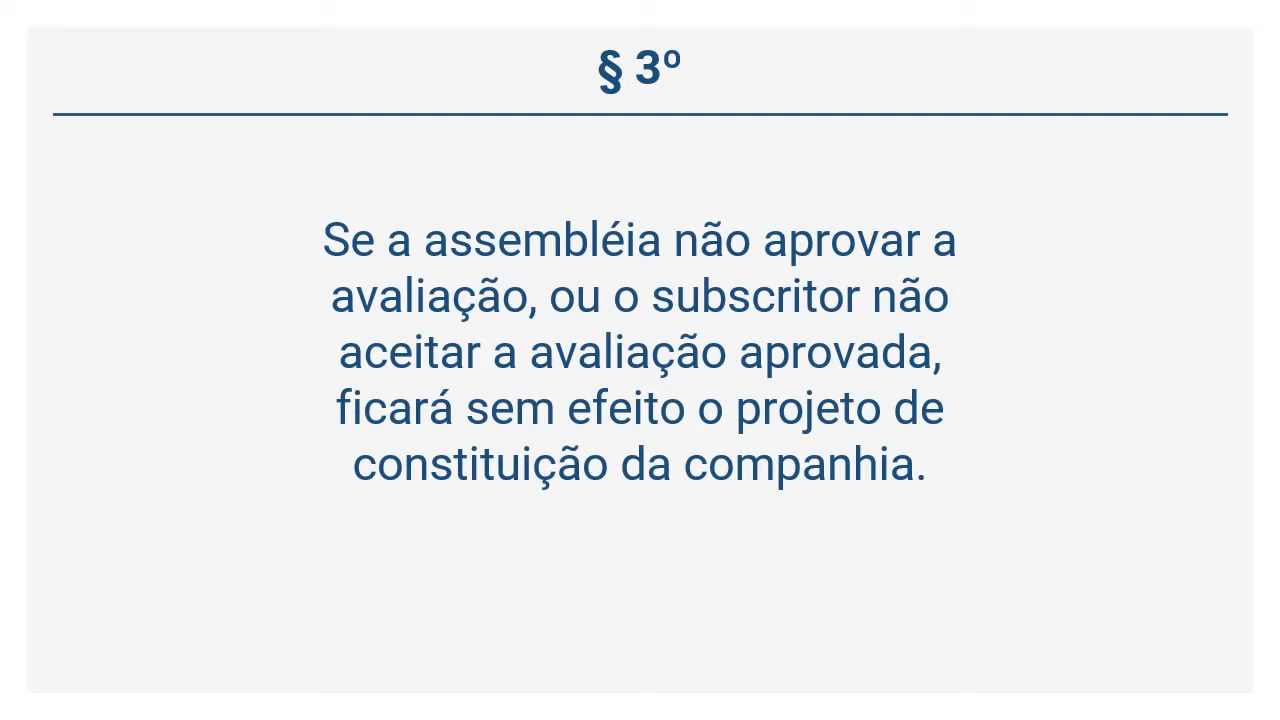 § 3º
Se a assembléia não aprovar a
avaliação, ou o subscritor não
aceitar a avaliação aprovada,
ficará sem efeito o projeto de
constituição da companhia.